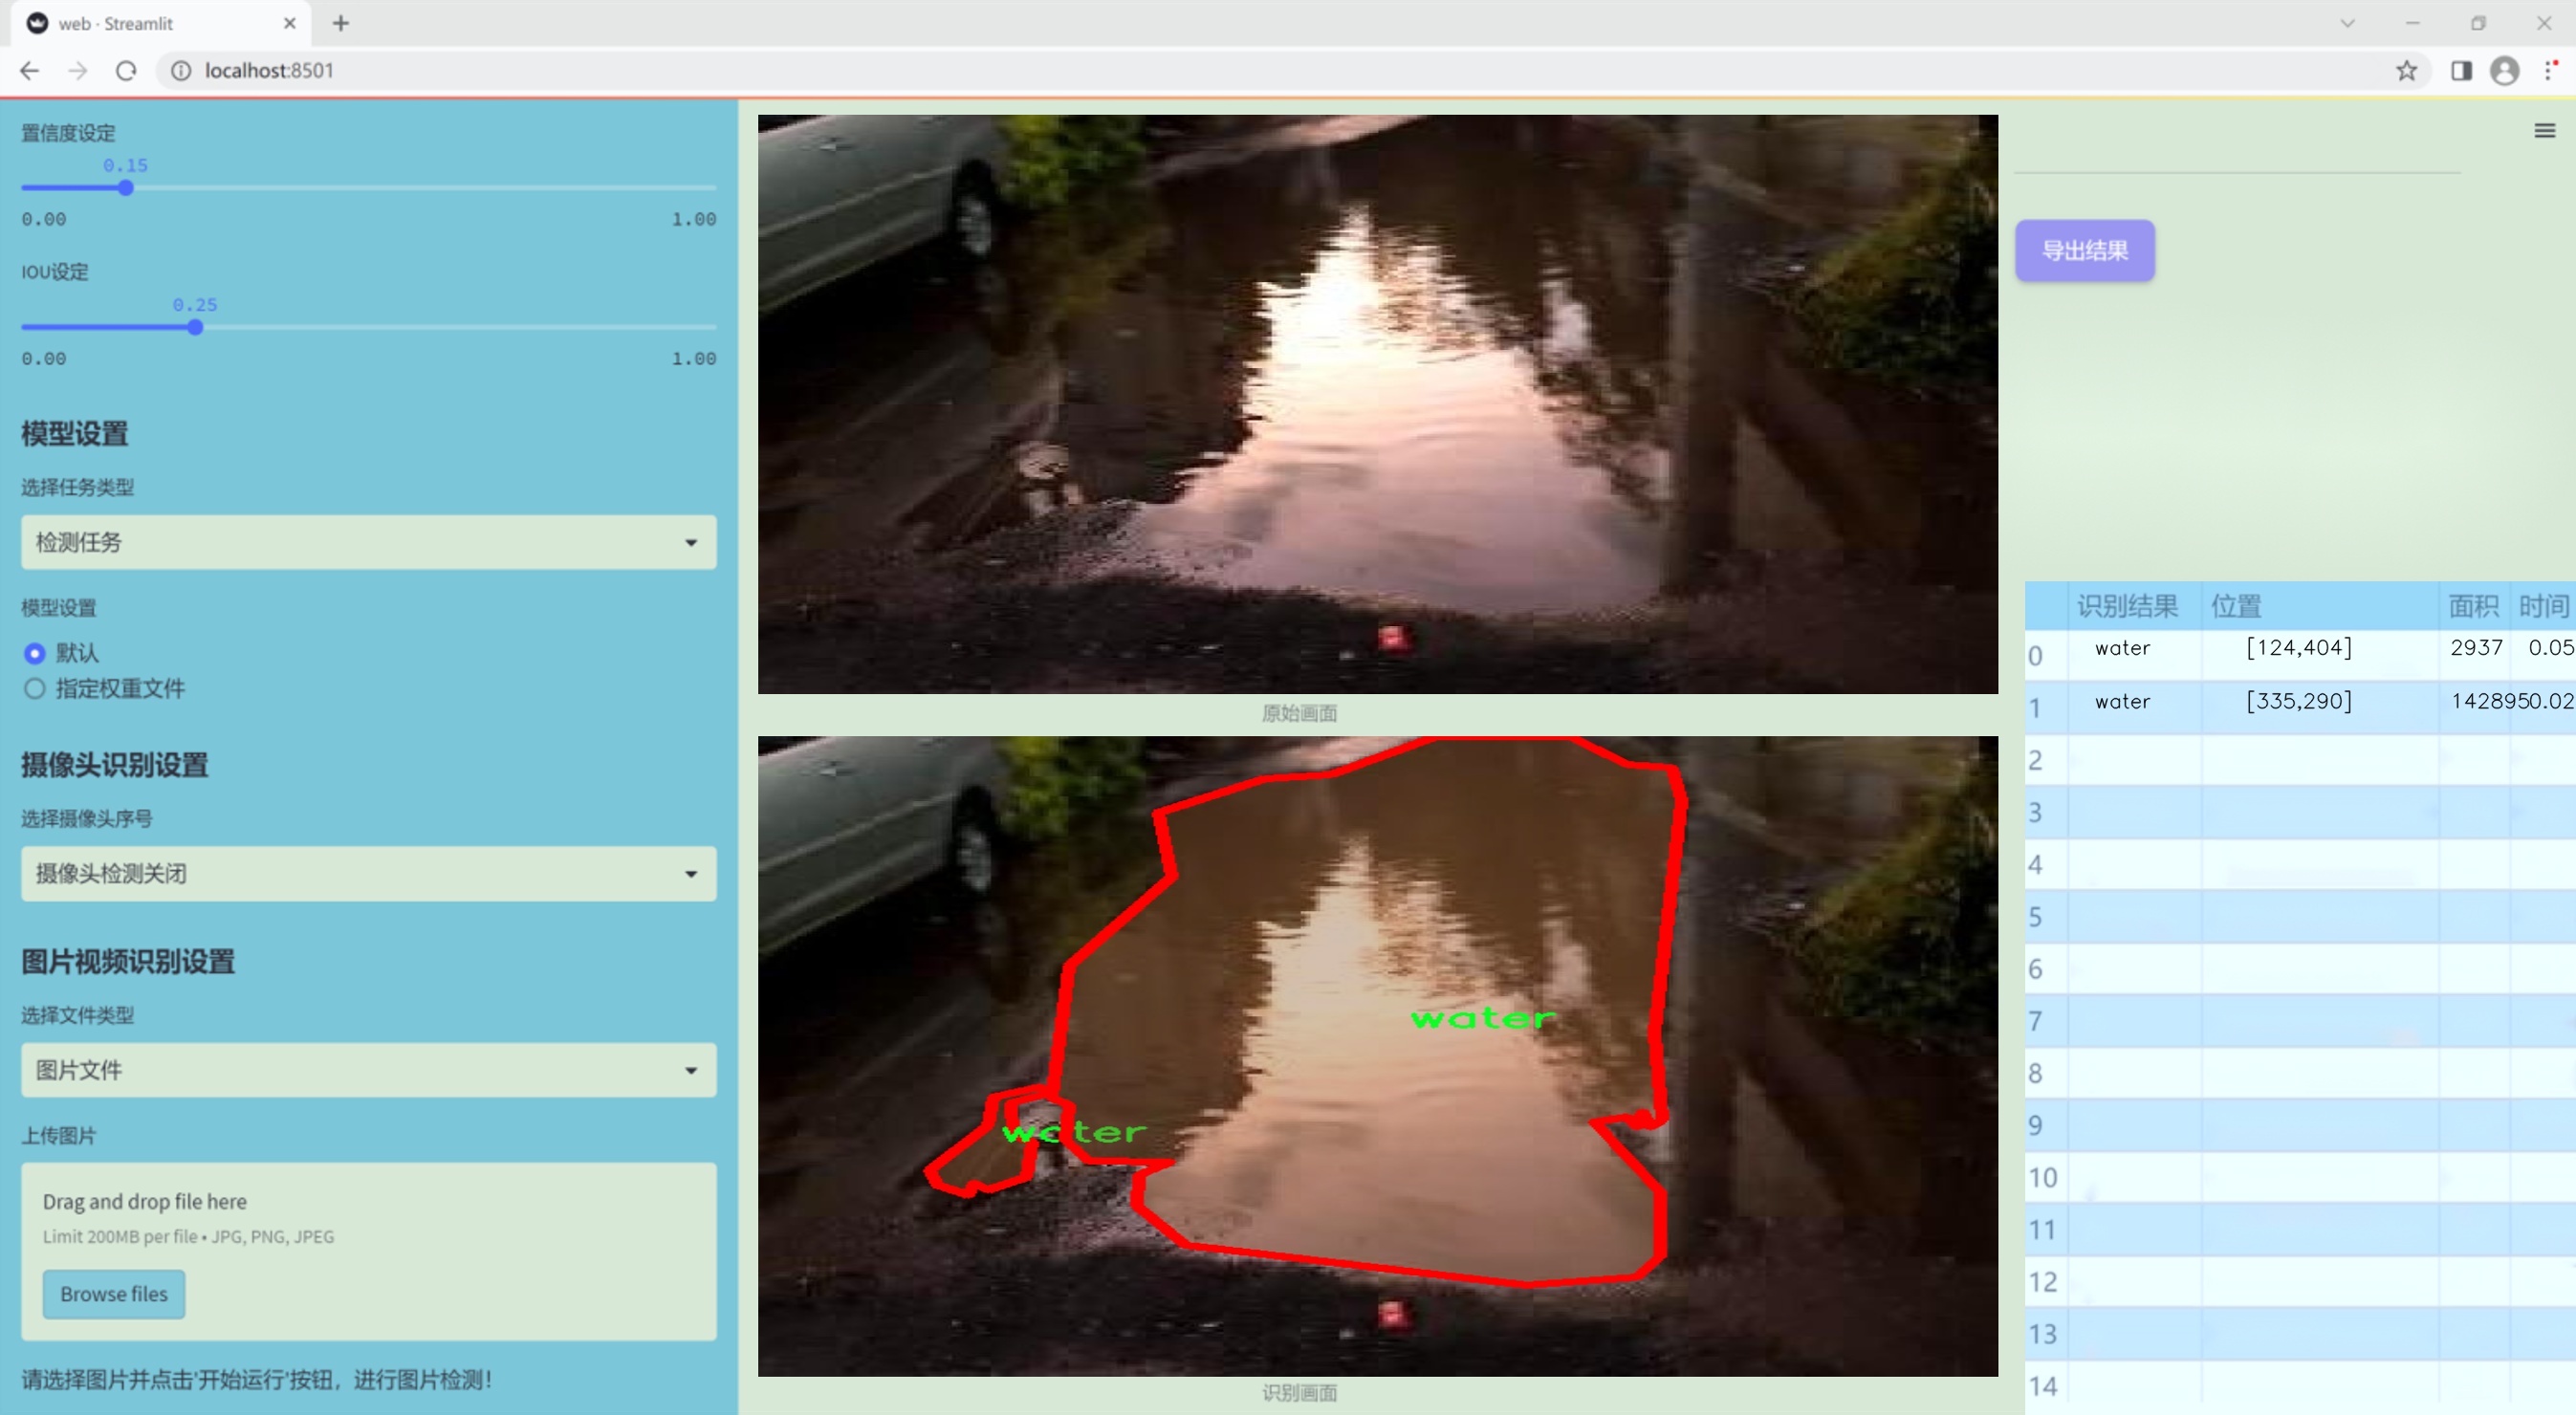 web · Streamlit
localhost:8501
置信度设定
0.15
0.00 1.00
IOU设定
0.25
0.00 1.00
模型设置
选择任务类型
检测任务
模型设置
默认
指定权重文件
摄像头识别设置
选择摄像头序号
摄像头检测关闭
图片视频识别设置
选择文件类型
图片文件
上传图片
Drag and drop file here
Limit 200MB per file • JPG, PNG, JPEG
Browse files
请选择图片并点击'开始运行'按钮，进行图片检测！
原始画面
water
water
识别画面
导出结果
识别结果 位置 面积 时间
0 water [124,404] 2937 0.05
1 water [335,290] 1428950.02
2
3
4
5
6
7
8
9
10
11
12
13
14